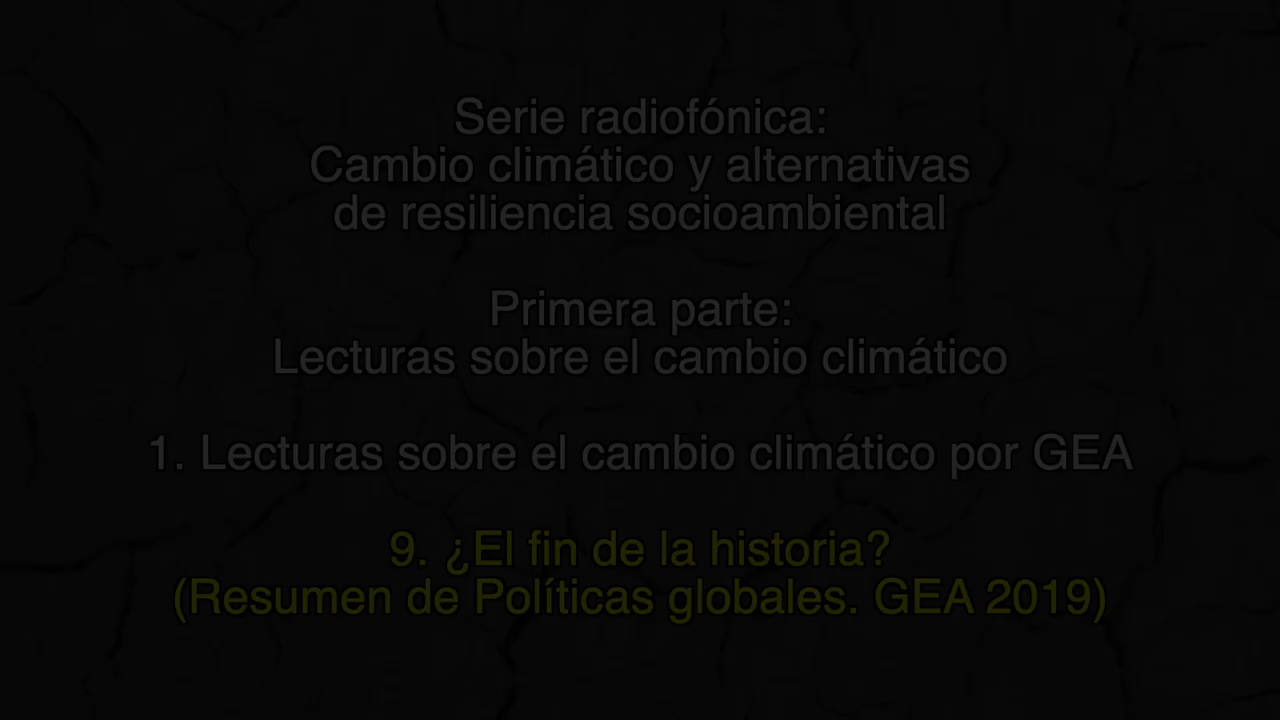 Serie radiofónica:
Cambio climático y alternativas
de resiliencia socioambiental
Primera parte:
Lecturas sobre el cambio climático
1. Lecturas sobre el cambio climático por GEA
9. ¿El fin de la historia?
(Resumen de Políticas globales. GEA 2019)